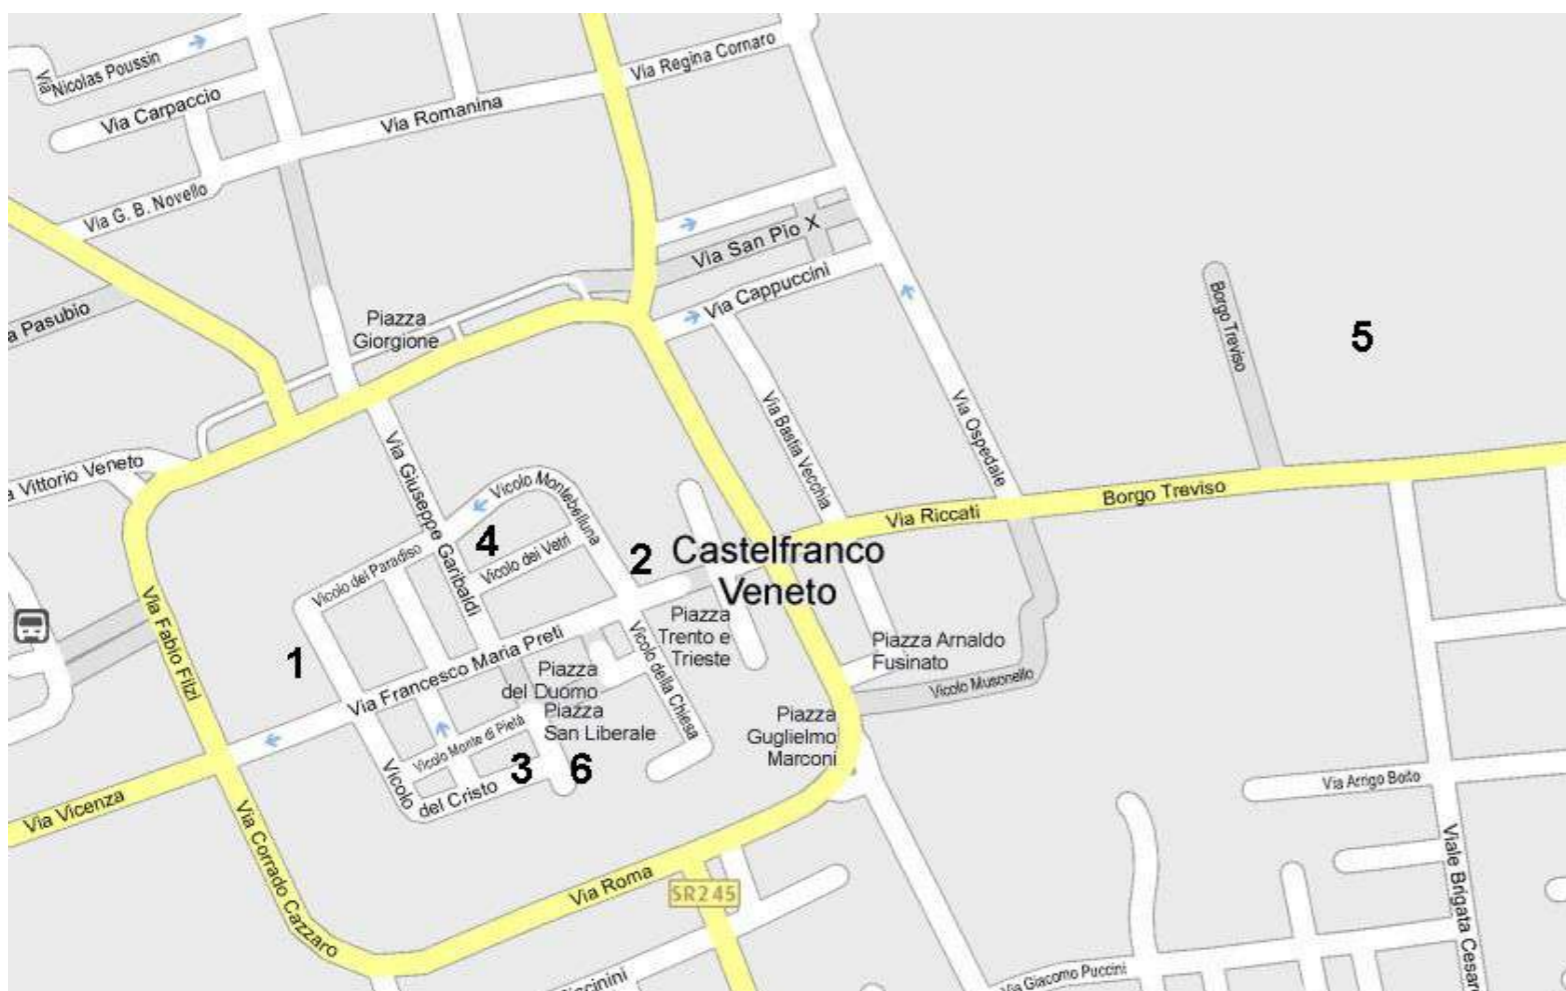 Via
Nicolas Poussin
Via Carpaccio
Via Romanina
Via Regina Cornaro
Via G. B. Novello
Via San Pio X
Via Cappuccini
a Pasubio
Piazza
Giorgione
Borgo Treviso
5
Via Bastia Vecchia
Via Ospedale
a Vittorio Veneto
Via Giuseppe Garibaldi
Vicolo Montebelluna
Via Riccati
Borgo Treviso
4
Vicolo dei Vetri
2
Castelfranco
Veneto
Vicolo del Paradiso
Via Fabio Filzi
1
Via Francesco Maria Preti
Piazza
Trento e
Trieste
Vicolo della Chiesa
Piazza Arnaldo
Fusinato
Vicolo Musonello
Piazza
del Duomo
Piazza
San Liberale
Vicolo Monte di Pietà
Piazza
Guglielmo
Marconi
3
6
Vicolo
del Cristo
Via Vicenza
Via Corrado Cazzaro
Via Arrigo Boito
Viale Brigata Cesare
Via Roma
SR245
ccinini
Via Giacomo Puccini